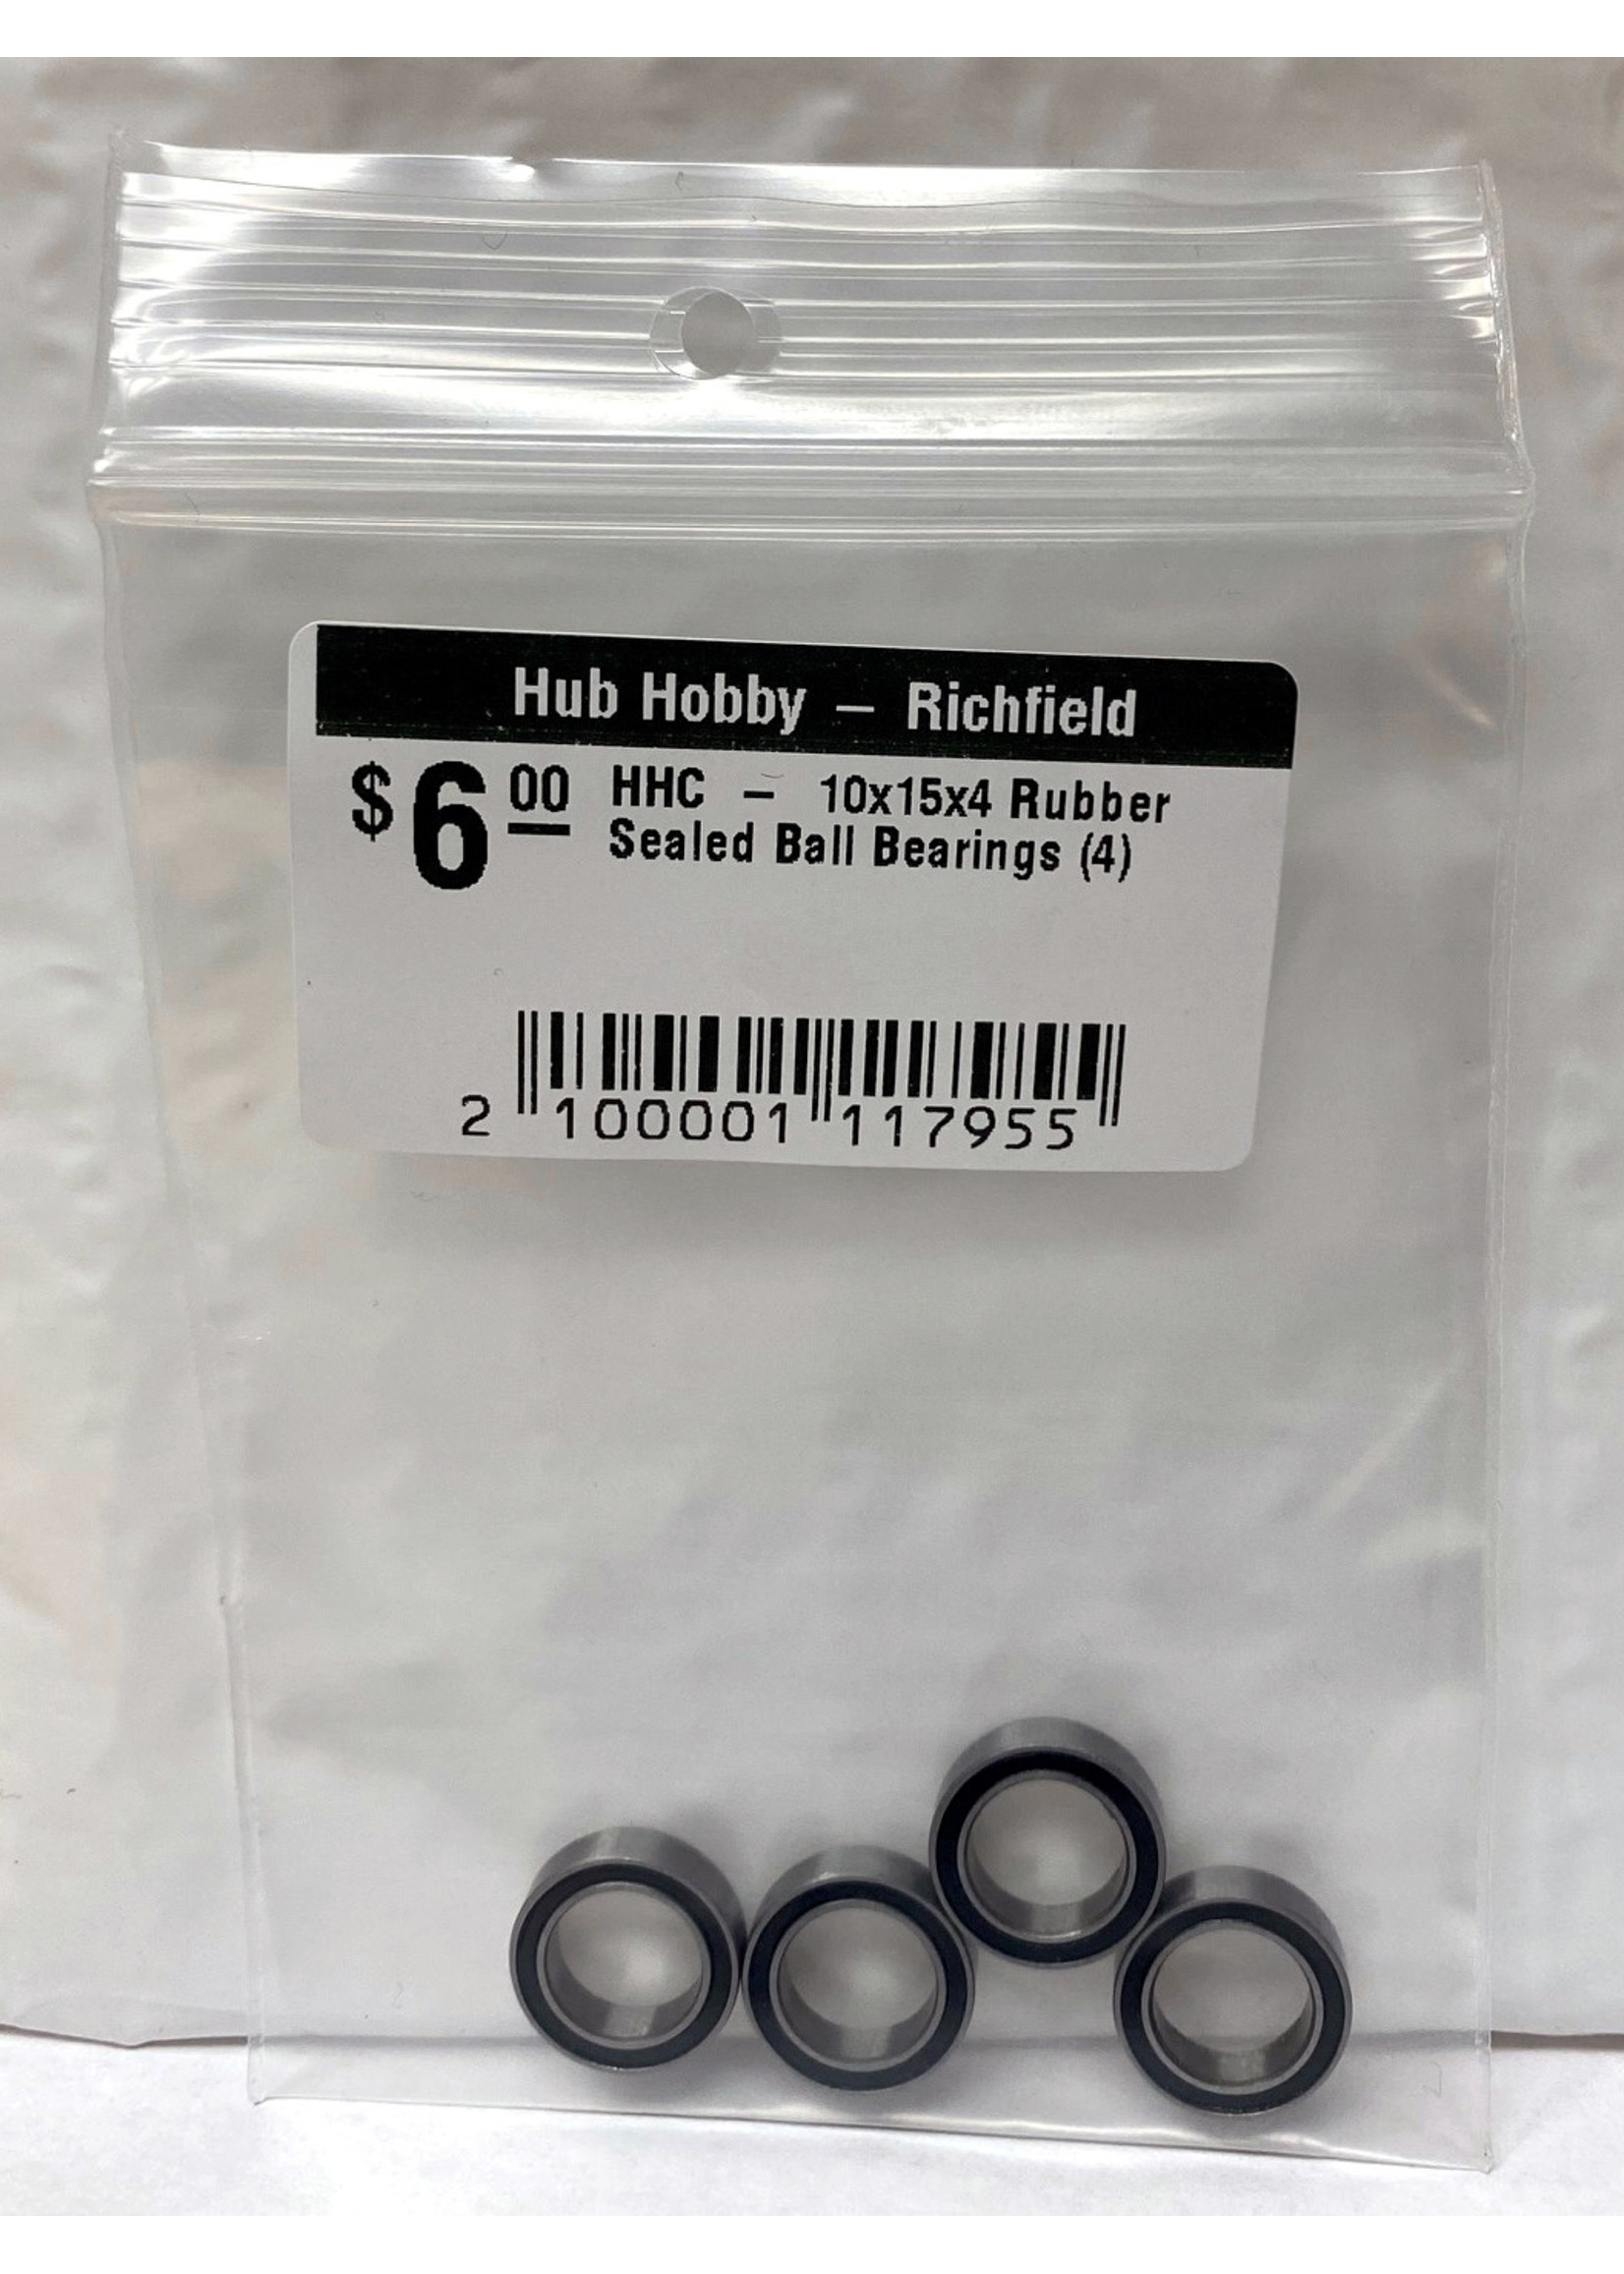 Hub Hobby – Richfield
$6 00 HHC – 10x15x4 Rubber
Sealed Ball Bearings (4)
2 100001 117955